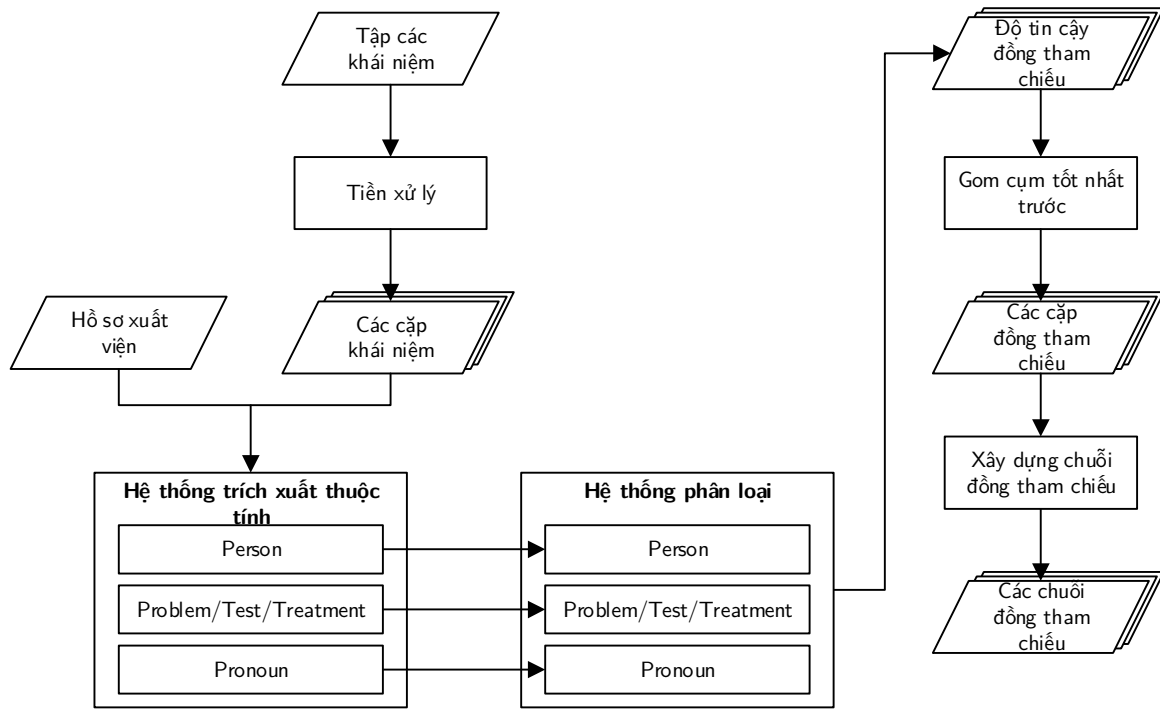 Tập các
khái niệm
Tiền xử lý
Hồ sơ xuất
viện
Các cặp
khái niệm
Hệ thống trích xuất thuộc
tính
Person
Problem/Test/Treatment
Pronoun
Hệ thống phân loại
Person
Problem/Test/Treatment
Pronoun
Độ tin cậy
đồng tham
chiếu
Gom cụm tốt nhất
trước
Các cặp
đồng tham
chiếu
Xây dựng chuỗi
đồng tham chiếu
Các chuỗi
đồng tham
chiếu